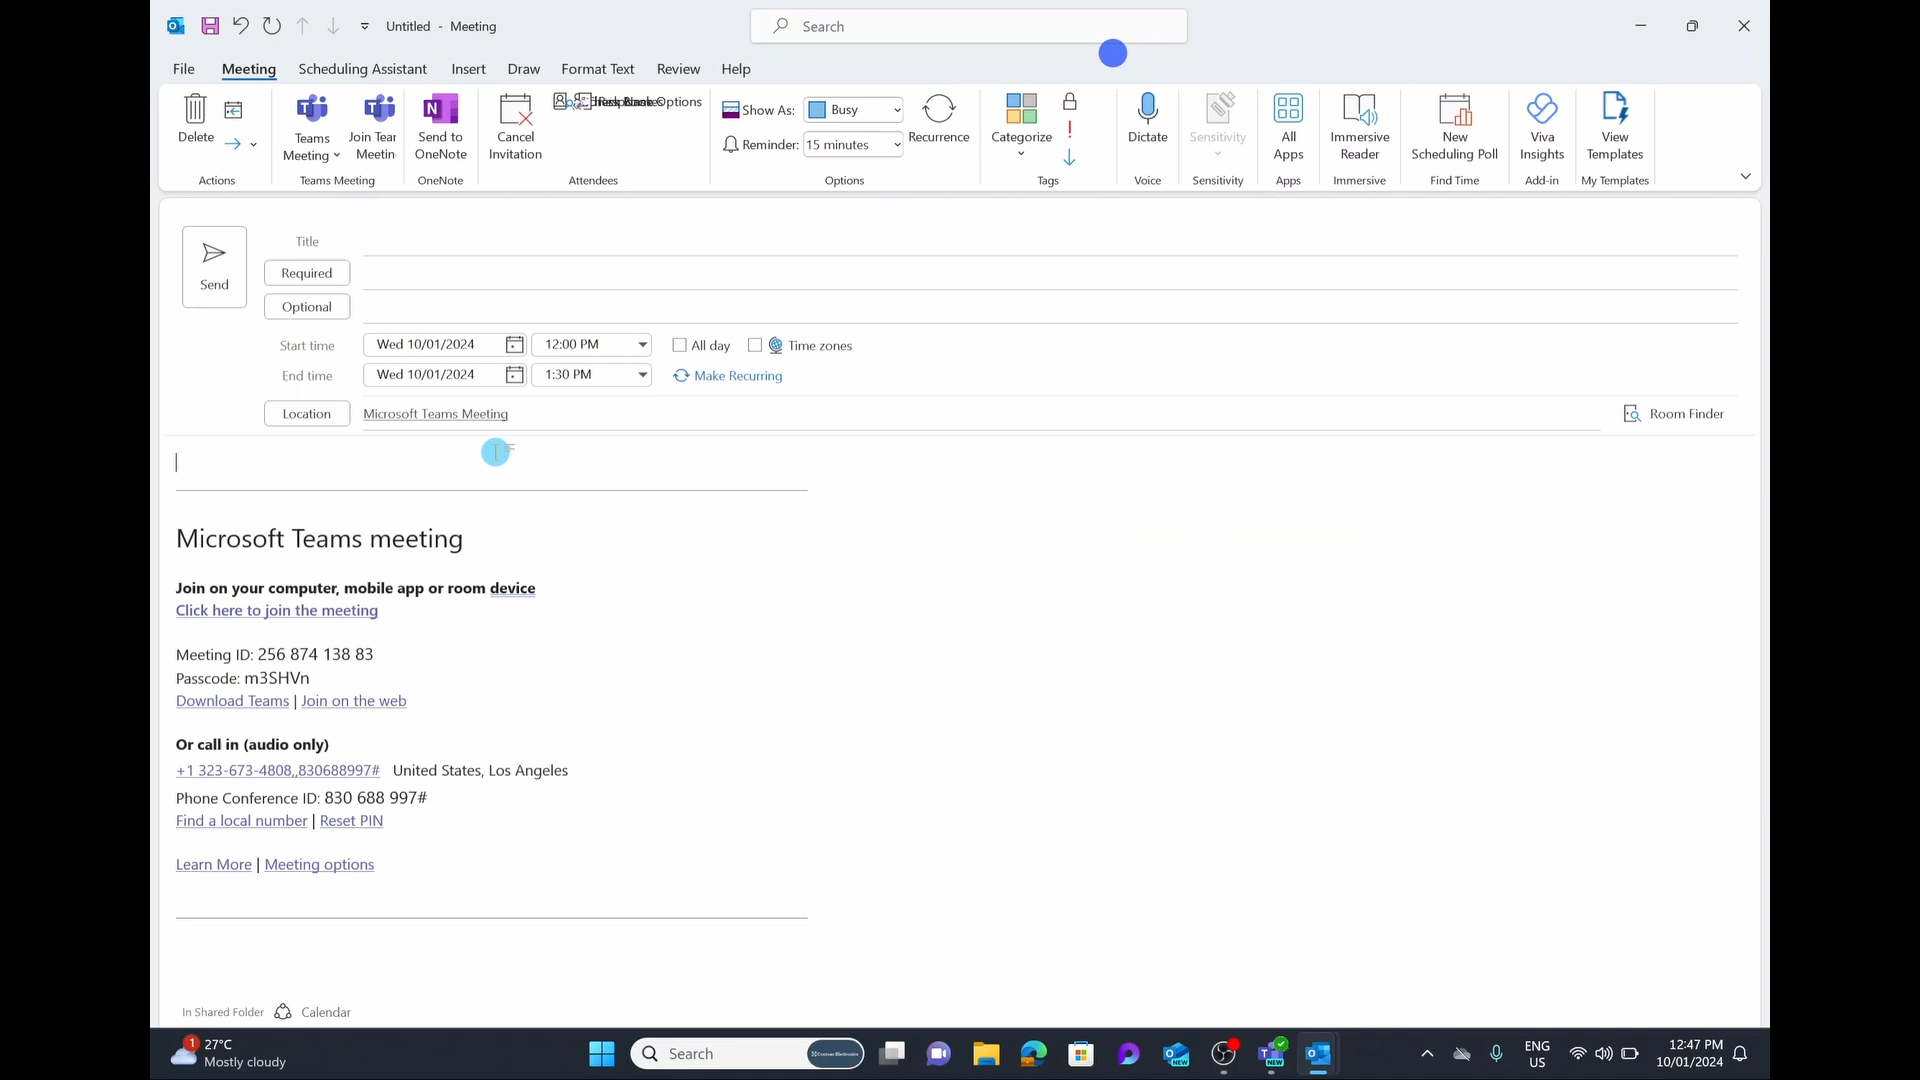 Untitled - Meeting
Search
File Meeting Scheduling Assistant Insert Draw Format Text Review Help
Delete
Teams Meeting
Join Tear Meetin
Send to OneNote
Cancel Invitation
Options
Show As: Busy
Reminder: 15 minutes
Recurrence
Categorize
Dictate
Sensitivity
All Apps
Immersive Reader
New Scheduling Poll
Viva Insights
View Templates
Actions Teams Meeting OneNote Attendees Options Tags Voice Sensitivity Apps Immersive Find Time Add-in My Templates
Send
Title
Required
Optional
Start time Wed 10/01/2024 12:00 PM All day Time zones
End time Wed 10/01/2024 1:30 PM Make Recurring
Location Microsoft Teams Meeting Room Finder
Microsoft Teams meeting
Join on your computer, mobile app or room device
Click here to join the meeting
Meeting ID: 256 874 138 83
Passcode: m3SHVn
Download Teams | Join on the web
Or call in (audio only)
+1 323-673-4808,,830688997# United States, Los Angeles
Phone Conference ID: 830 688 997#
Find a local number | Reset PIN
Learn More | Meeting options
In Shared Folder Calendar
1
27°C
Mostly cloudy
Search
Contoso Electronics
NEW
NEW
ENG
US
12:47 PM
10/01/2024